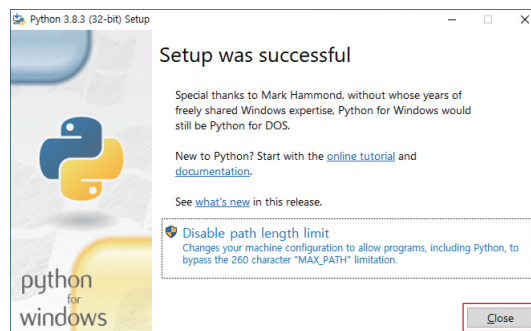 Python 3.8.3 (32-bit) Setup
Setup was successful
Special thanks to Mark Hammond, without whose years of
freely shared Windows expertise, Python for Windows would
still be Python for DOS.
New to Python? Start with the online tutorial and
documentation.
See what's new in this release.
Disable path length limit
Changes your machine configuration to allow programs, including Python, to
bypass the 260 character "MAX_PATH" limitation.
python
for
windows
Close